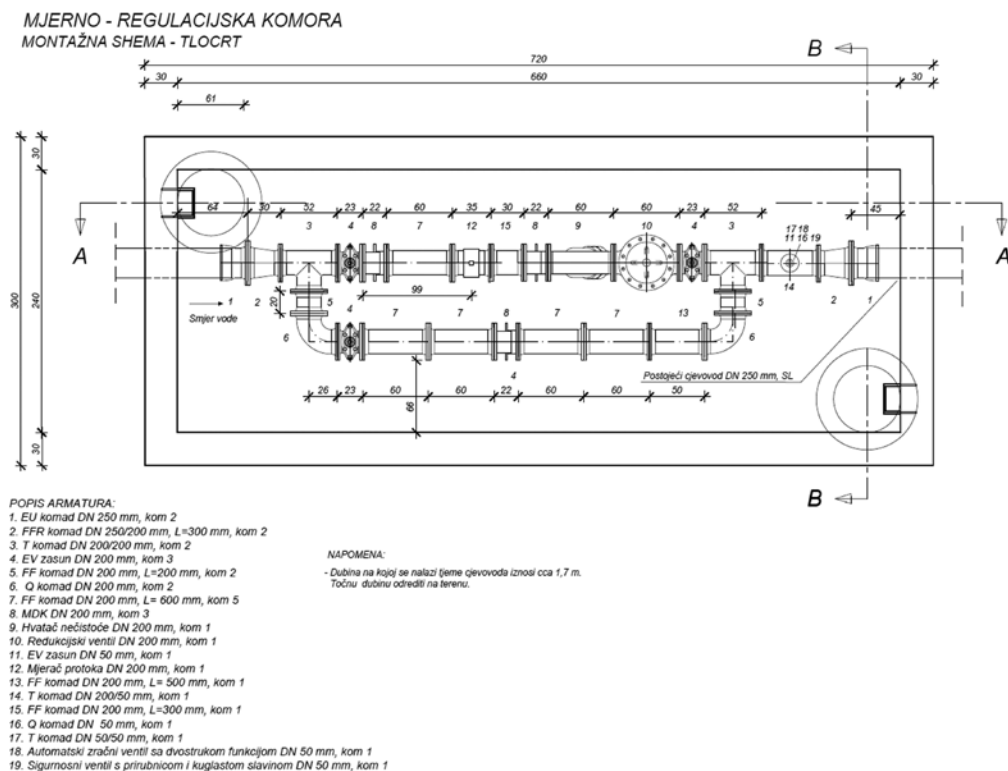 MJERNO - REGULACIJSKA KOMORA
MONTAŽNA SHEMA - TLOCRT
B
720
30 660 30
61
30
64 30 52 23 22 60 35 30 22 60 60 23 52 45
3 4 8 7 12 15 8 9 10 4 3 17 18
11 16 19
A A
300 240
99
20
14
1 2 5 4 5 2 1
Smjer vode
6 7 7 8 7 7 13 6
4
Postojeći cjevovod DN 250 mm, SL
26 23 60 60 22 60 60 50
66
30
B
POPIS ARMATURA:
1. EU komad DN 250 mm, kom 2
2. FFR komad DN 250/200 mm, L=300 mm, kom 2
3. T komad DN 200/200 mm, kom 2
4. EV zasun DN 200 mm, kom 3
5. FF komad DN 200 mm, L=200 mm, kom 2
6. Q komad DN 200 mm, kom 2
7. FF komad DN 200 mm, L= 600 mm, kom 5
8. MDK DN 200 mm, kom 3
9. Hvatač nečistoće DN 200 mm, kom 1
10. Redukcijski ventil DN 200 mm, kom 1
11. EV zasun DN 50 mm, kom 1
12. Mjerač protoka DN 200 mm, kom 1
13. FF komad DN 200 mm, L= 500 mm, kom 1
14. T komad DN 200/50 mm, kom 1
15. FF komad DN 200 mm, L=300 mm, kom 1
16. Q komad DN 50 mm, kom 1
17. T komad DN 50/50 mm, kom 1
18. Automatski zračni ventil sa dvostrukom funkcijom DN 50 mm, kom 1
19. Sigurnosni ventil s prirubnicom i kuglastom slavinom DN 50 mm, kom 1
NAPOMENA:
- Dubina na kojoj se nalazi tjeme cjevovoda iznosi cca 1,7 m.
Točnu dubinu odrediti na terenu.